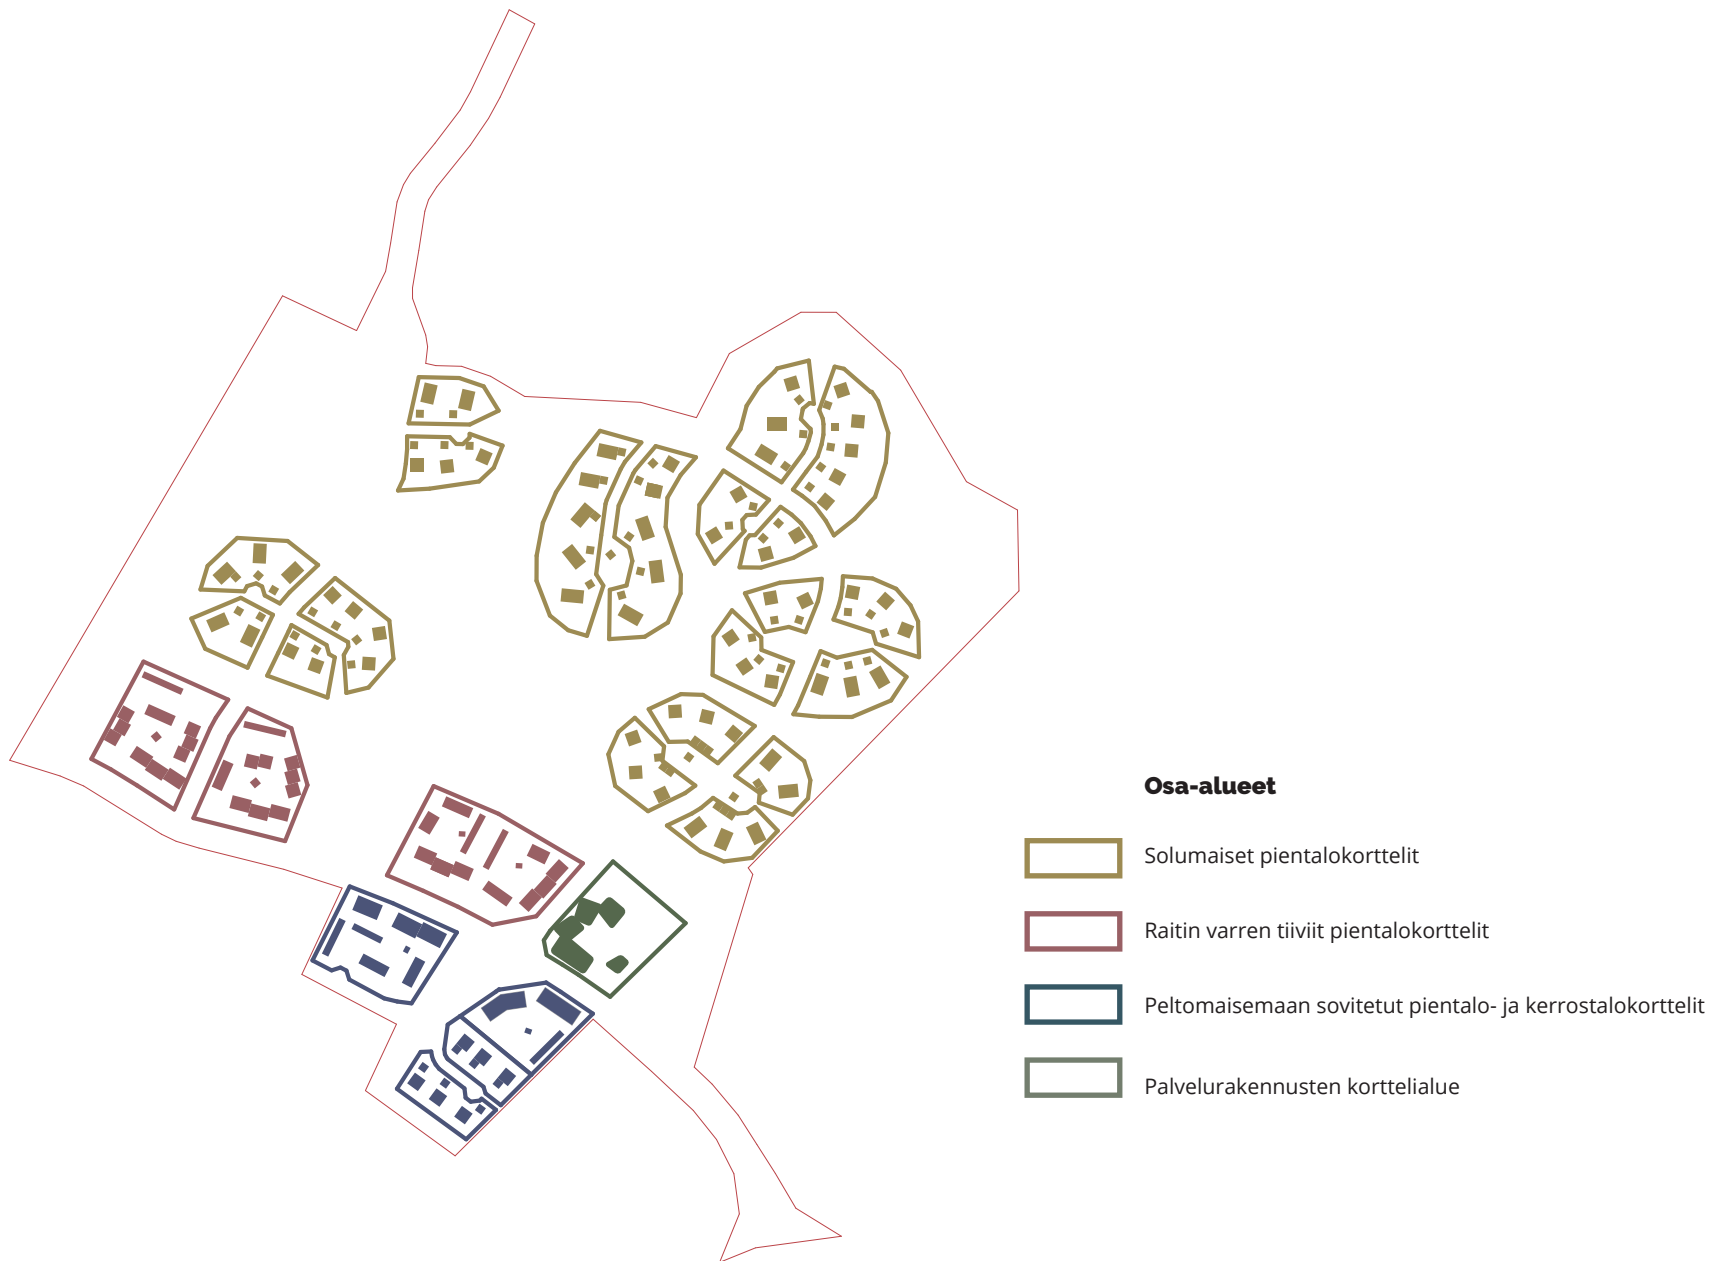 Osa-alueet
Solumaiset pientalokorttelit
Raitin varren tiiviit pientalokorttelit
Peltomaisemaan sovitetut pientalo- ja kerrostalokorttelit
Palvelurakennusten korttelialue